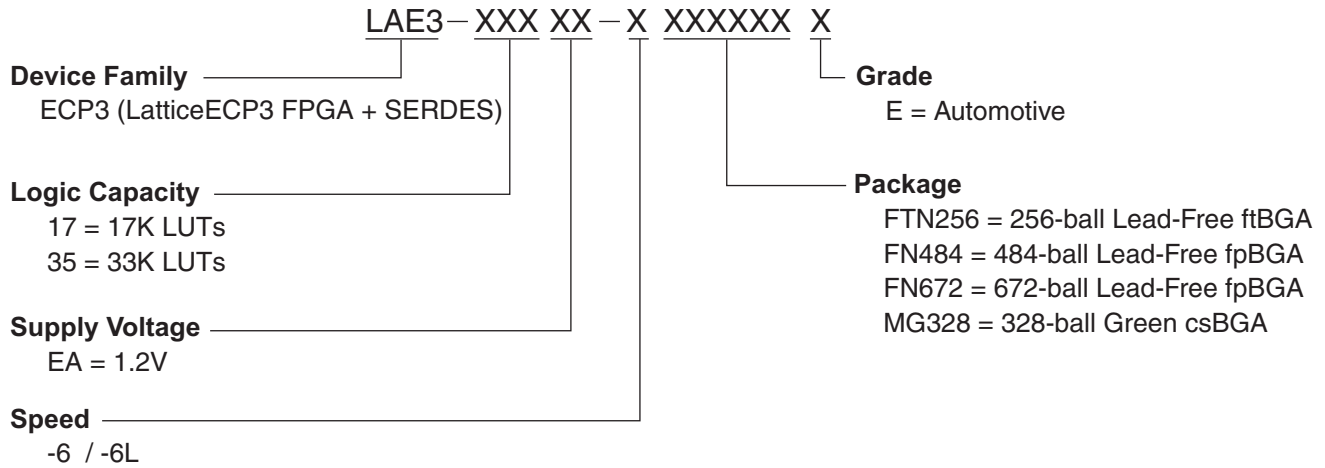 LAE3 – XXX XX – X XXXXXX X
Device Family
ECP3 (LatticeECP3 FPGA + SERDES)
Logic Capacity
17 = 17K LUTs
35 = 33K LUTs
Supply Voltage
EA = 1.2V
Speed
-6 / -6L
Grade
E = Automotive
Package
FTN256 = 256-ball Lead-Free ftBGA
FN484 = 484-ball Lead-Free fpBGA
FN672 = 672-ball Lead-Free fpBGA
MG328 = 328-ball Green csBGA